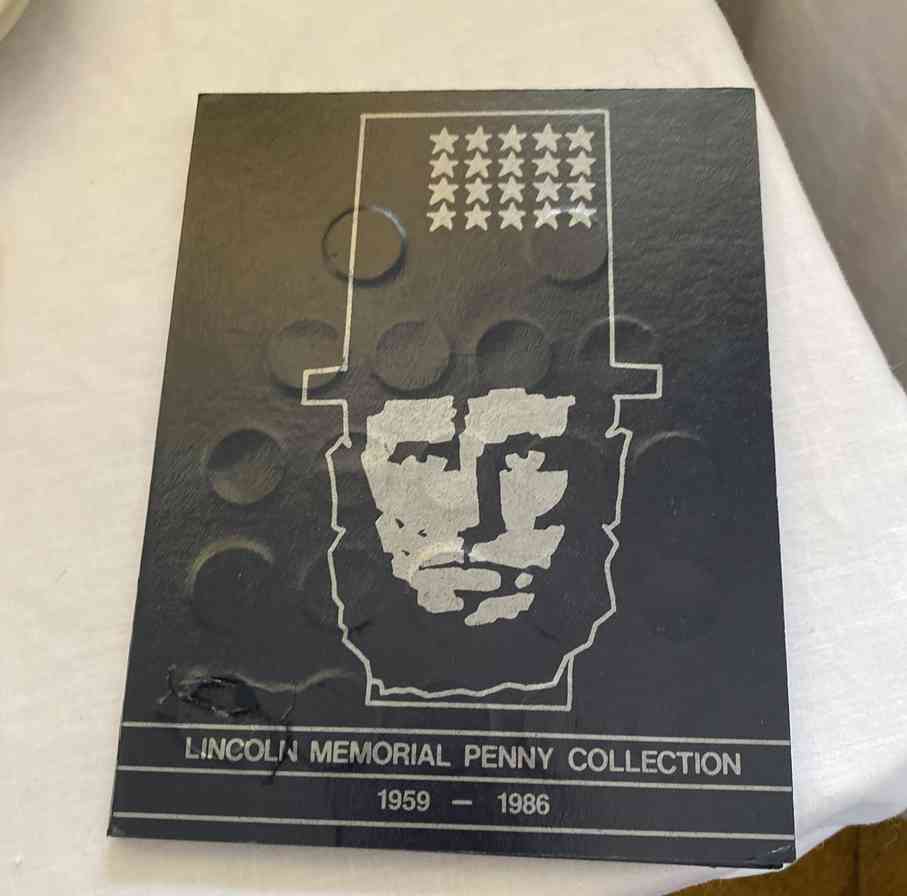 LINCOLN MEMORIAL PENNY COLLECTION
1959 — 1986